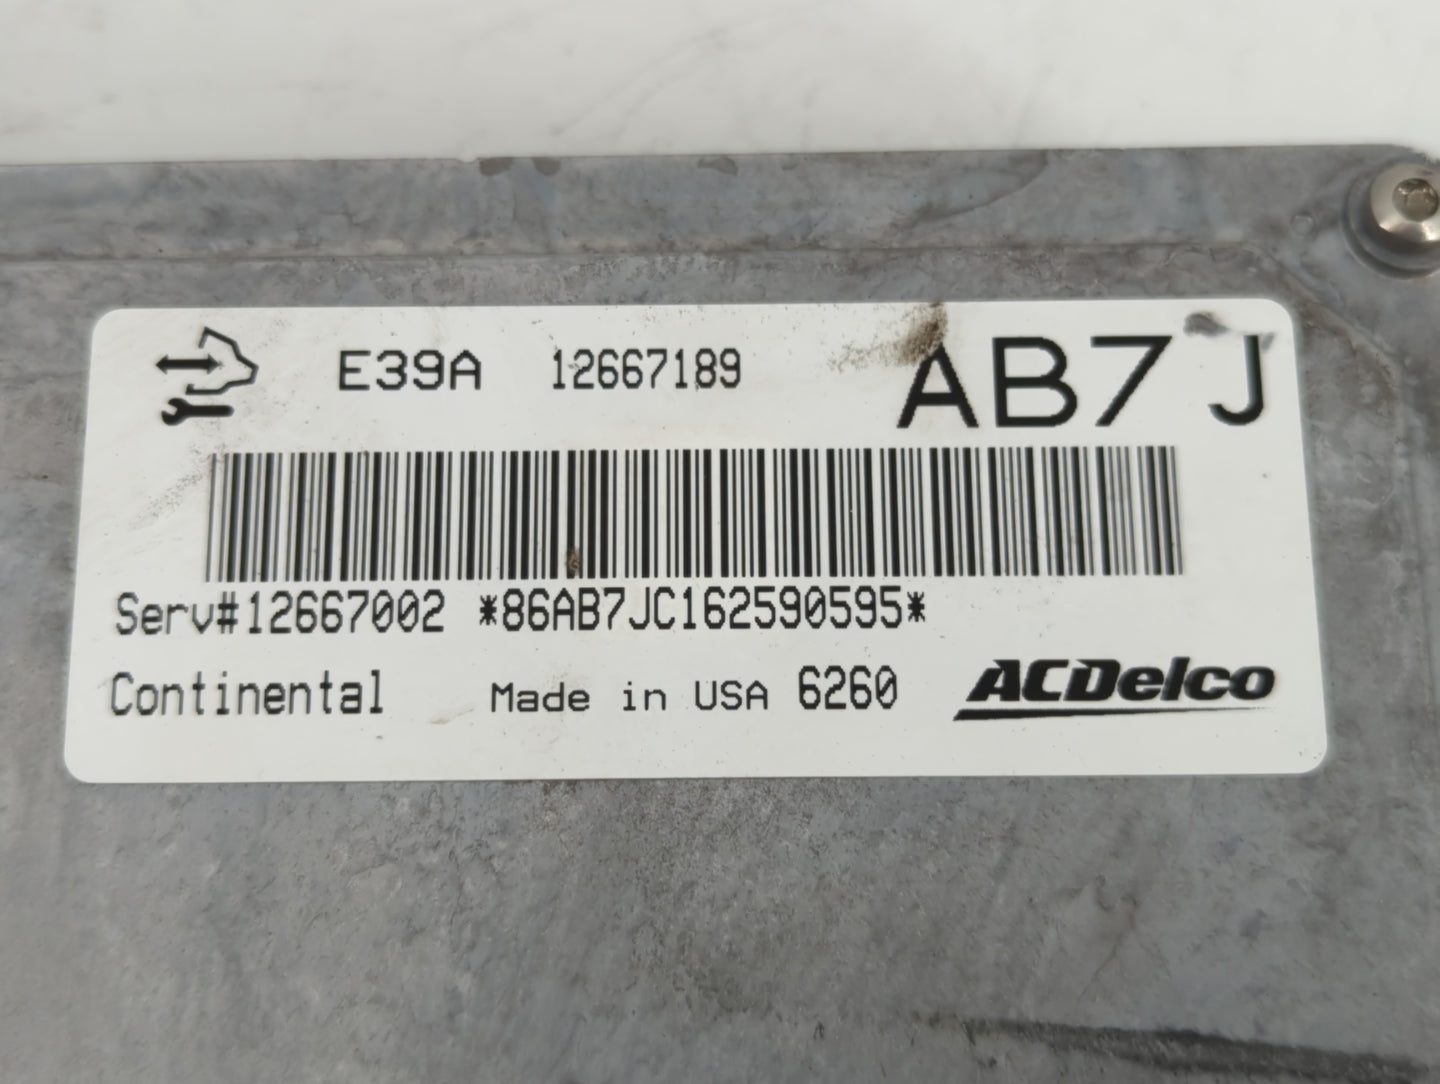 E39A 12667189 AB7J
Serv#12667002 *86AB7JC162590595*
Continental Made in USA 6260 ACDelco